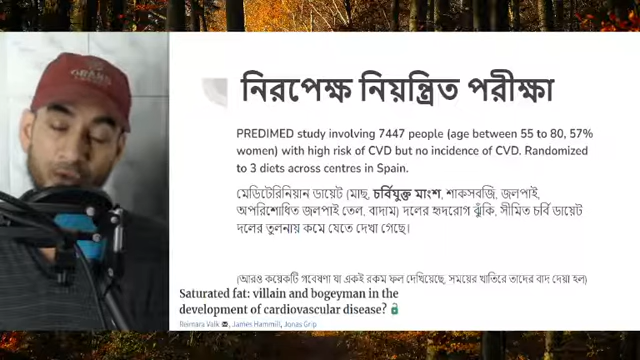 নিরপেক্ষ নিয়ন্ত্রিত পরীক্ষা
PREDIMED study involving 7447 people (age between 55 to 80, 57%
women) with high risk of CVD but no incidence of CVD. Randomized
to 3 diets across centres in Spain.
মেডিটেরিনিয়ান ডায়েট (মাছ, চর্বিযুক্ত মাংশ, শাকসবজি, জলপাই,
অপরিশোধিত জলপাই তেল, বাদাম) দলের হৃদরোগ ঝুঁকি, সীমিত চর্বি ডায়েট
দলের তুলনায় কমে যেতে দেখা গেছে।
(আরও কয়েকটি গবেষণা যা একই রকম ফল দেখিয়েছে, সময়ের খাতিরে তাদের বাদ দেয়া হল)
Saturated fat: villain and bogeyman in the
development of cardiovascular disease?
Reimara Valk, James Hammill, Jonas Grip